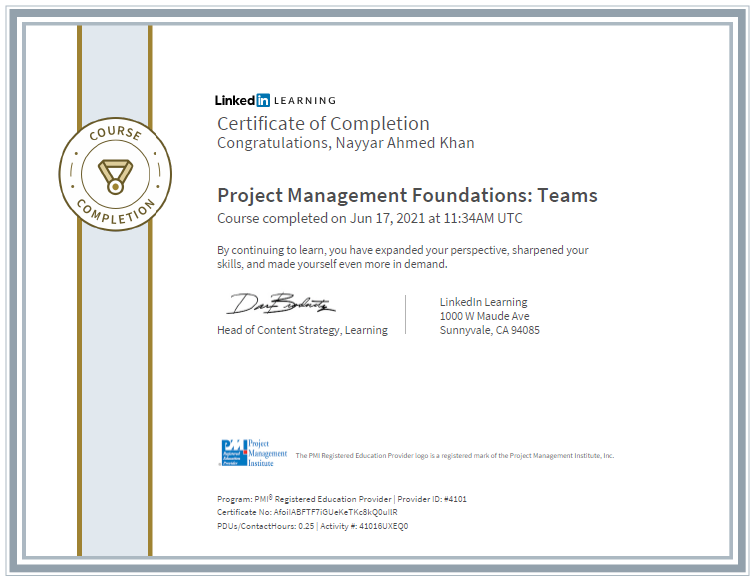 Linked in LEARNING
Certificate of Completion
Congratulations, Nayyar Ahmed Khan
COURSE
COMPLETION
Project Management Foundations: Teams
Course completed on Jun 17, 2021 at 11:34AM UTC
By continuing to learn, you have expanded your perspective, sharpened your
skills, and made yourself even more in demand.
Head of Content Strategy, Learning
LinkedIn Learning
1000 W Maude Ave
Sunnyvale, CA 94085
PMI
Registered
Education
Provider
Project
Management
Institute
The PMI Registered Education Provider logo is a registered mark of the Project Management Institute, Inc.
Program: PMI® Registered Education Provider | Provider ID: #4101
PDUs/ContactHours: 0.25 | Activity #: 41016UXEQ0